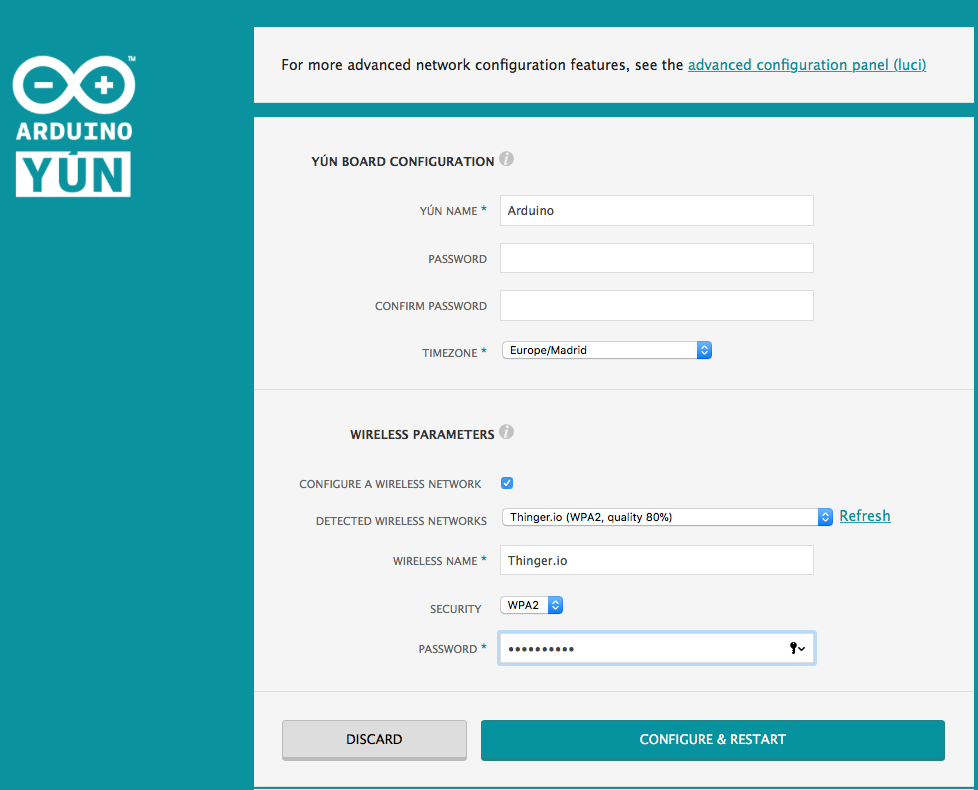 ARDUINO
YÚN
TM
For more advanced network configuration features, see the advanced configuration panel (luci)
YÚN BOARD CONFIGURATION i
YÚN NAME * Arduino
PASSWORD
CONFIRM PASSWORD
TIMEZONE * Europe/Madrid
WIRELESS PARAMETERS i
CONFIGURE A WIRELESS NETWORK
DETECTED WIRELESS NETWORKS Thinger.io (WPA2, quality 80%) Refresh
WIRELESS NAME * Thinger.io
SECURITY WPA2
PASSWORD * ••••••••••
DISCARD CONFIGURE & RESTART